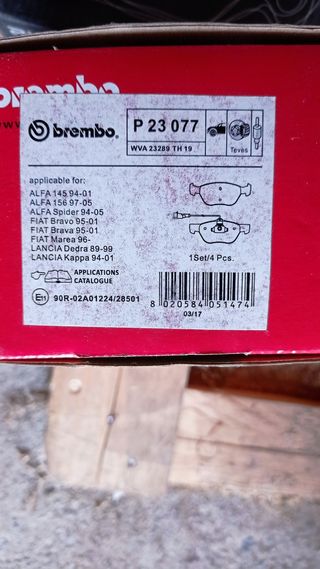 brembo
www
brembo.
P 23 077
WVA 23289 TH 19
Teves
applicable for:
ALFA 145 94-01
ALFA 156 97-05
ALFA Spider 94-05
FIAT Bravo 95-01
FIAT Brava 95-01
FIAT Marea 96-
LANCIA Dedra 89-99
LANCIA Kappa 94-01
1Set/4 Pcs.
APPLICATIONS
CATALOGUE
E11
90R-02A01224/28501
8 020584 051474
03/17